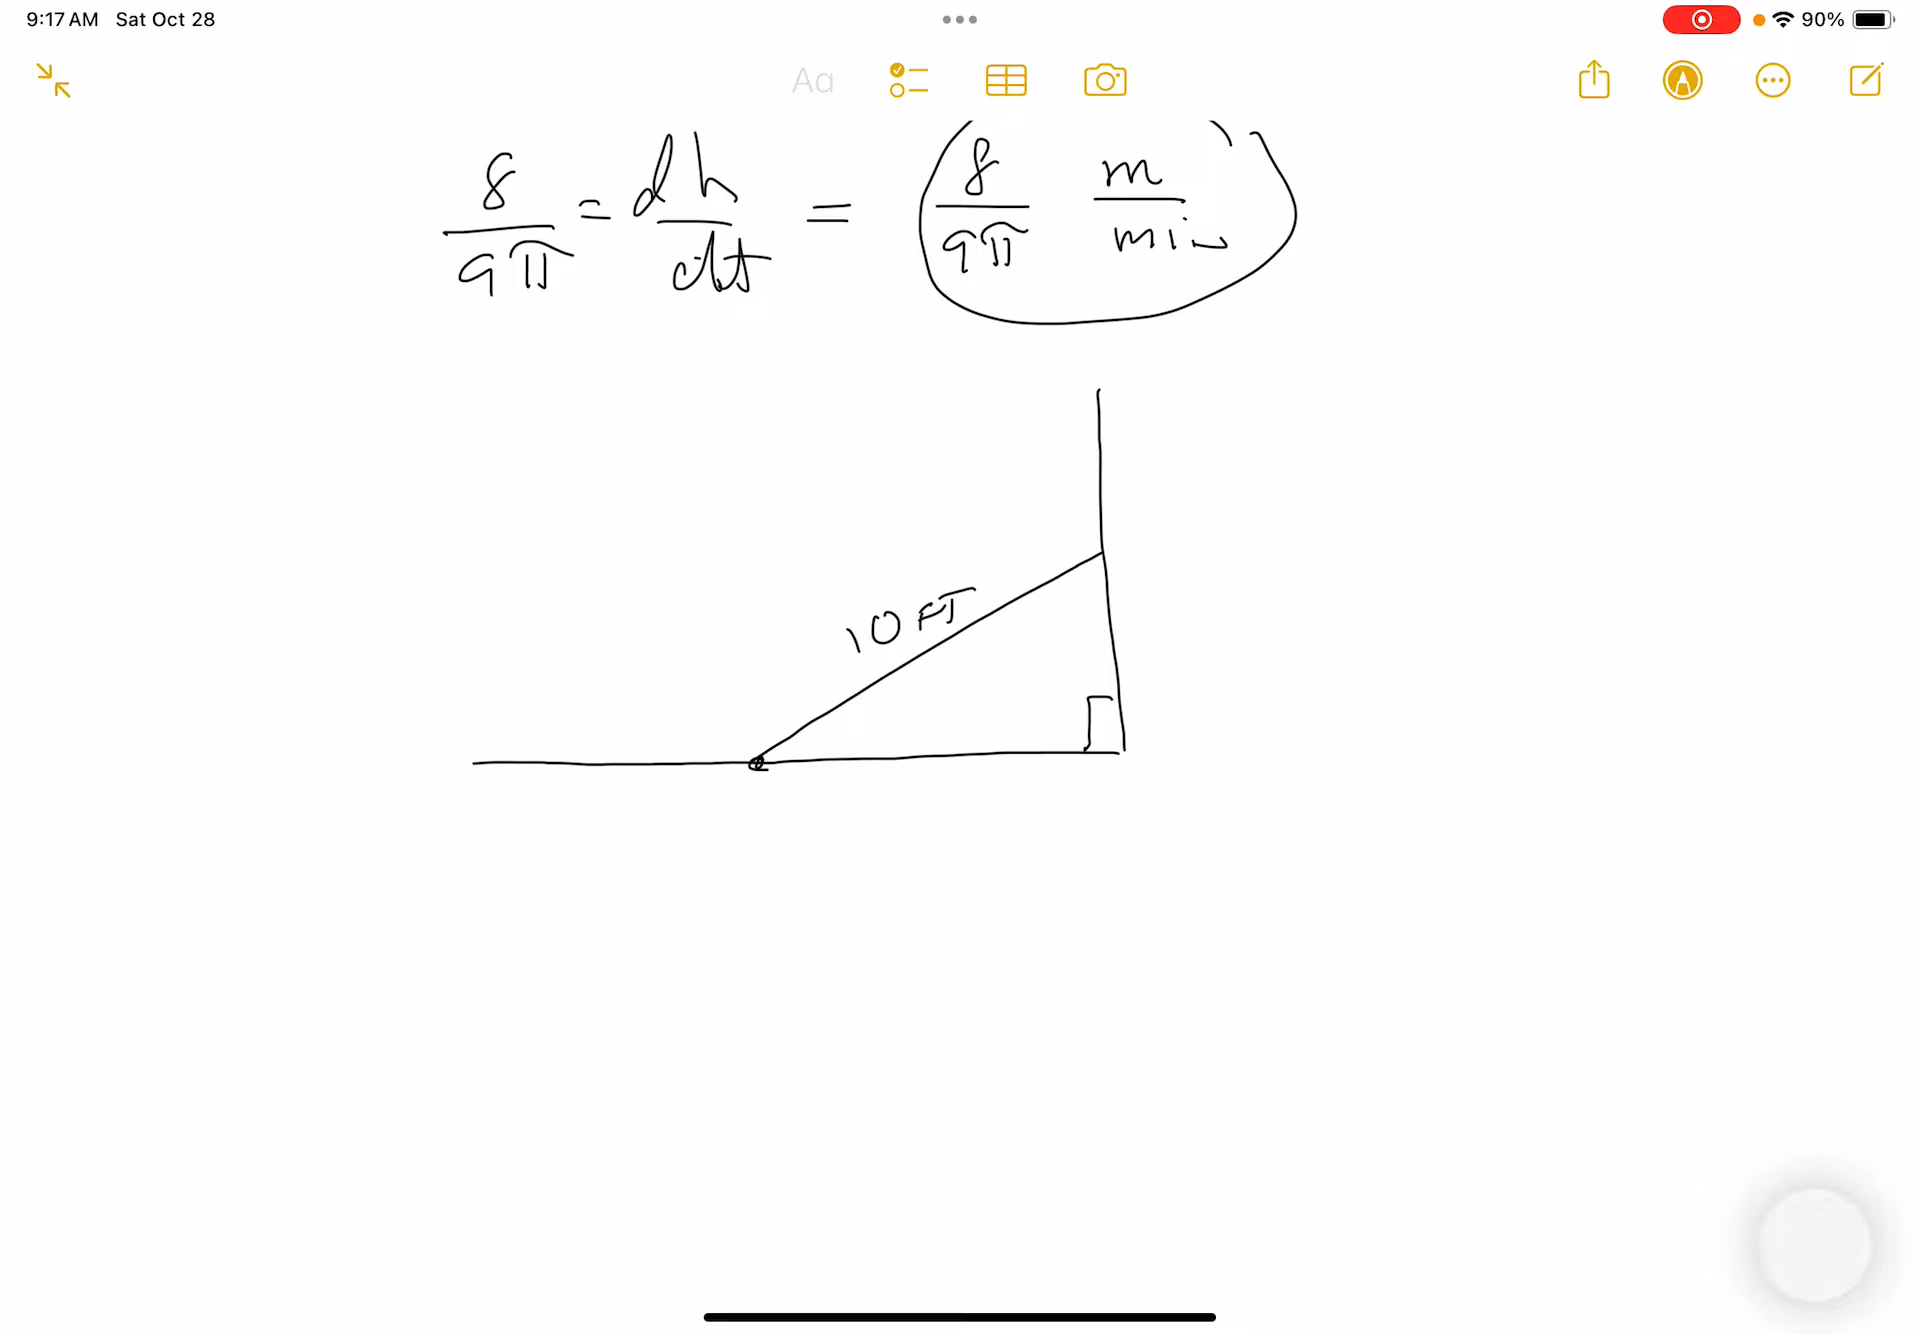 9:17 AM Sat Oct 28
90%
Aa
8/9π = dh/dt = 8/9π m/min
10 FT